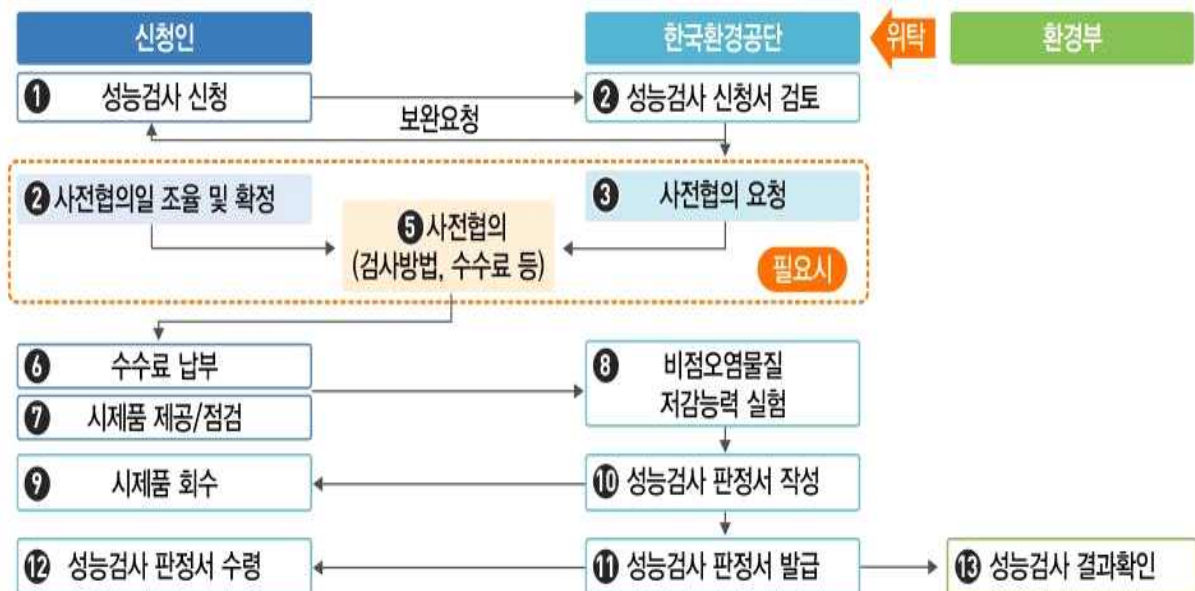 신청인
한국환경공단
위탁
환경부
❶ 성능검사 신청
❷ 성능검사 신청서 검토
보완요청
❷ 사전협의일 조율 및 확정
❸ 사전협의 요청
❺ 사전협의
(검사방법, 수수료 등)
필요시
❻ 수수료 납부
❼ 시제품 제공/점검
❽ 비점오염물질
저감능력 실험
❾ 시제품 회수
❿ 성능검사 판정서 작성
⓬ 성능검사 판정서 수령
⓫ 성능검사 판정서 발급
⓭ 성능검사 결과확인